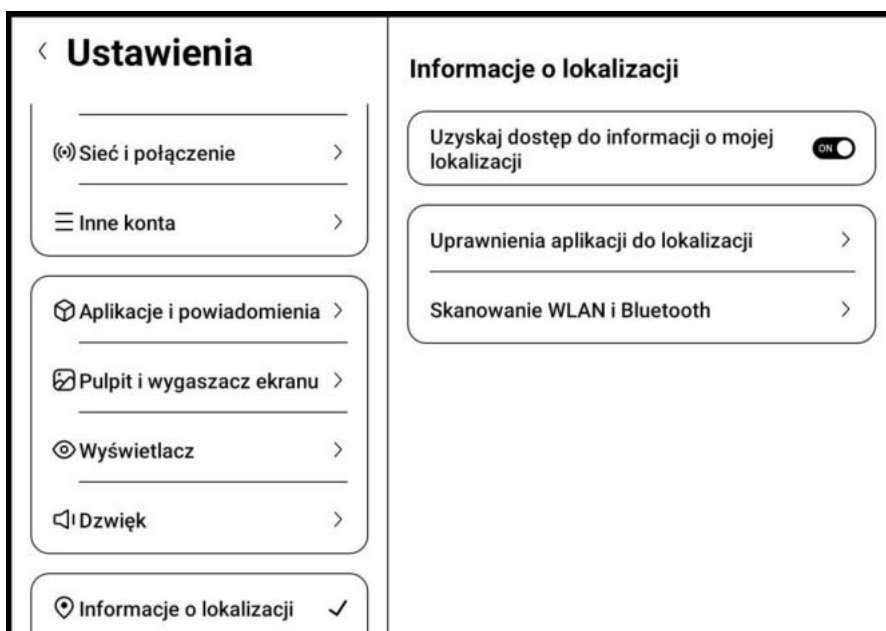 Ustawienia
Sieć i połączenie
Inne konta
Aplikacje i powiadomienia
Pulpit i wygaszacz ekranu
Wyświetlacz
Dzwięk
Informacje o lokalizacji
Informacje o lokalizacji
Uzyskaj dostęp do informacji o mojej
lokalizacji
ON
Uprawnienia aplikacji do lokalizacji
Skanowanie WLAN i Bluetooth